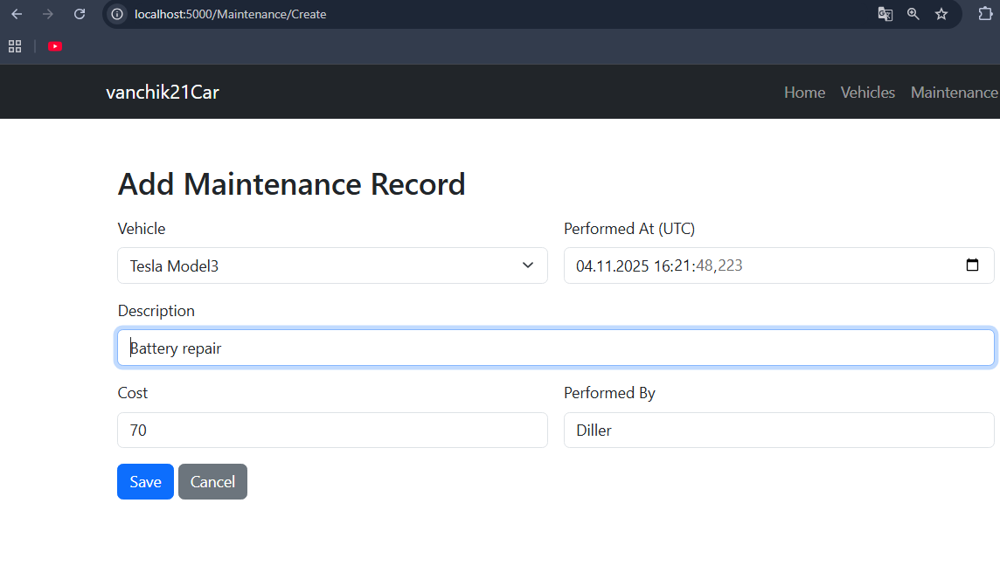 localhost:5000/Maintenance/Create
vanchik21Car Home Vehicles Maintenance
Add Maintenance Record
Vehicle Performed At (UTC)
Tesla Model3 04.11.2025 16:21:48,223
Description
Battery repair
Cost Performed By
70 Diller
Save Cancel